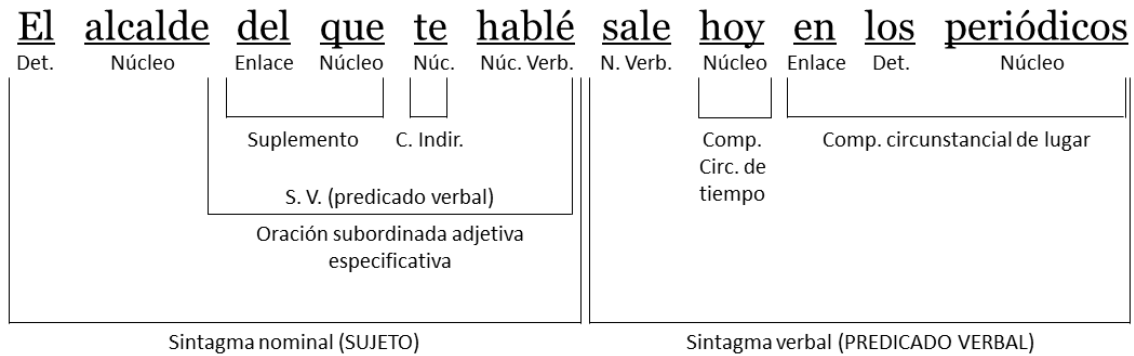 El alcalde del que te hablé sale hoy en los periódicos
Det. Núcleo Enlace Núcleo Núc. Núc. Verb. N. Verb. Núcleo Enlace Det. Núcleo
Suplemento C. Indir. Comp. Circ. de tiempo Comp. circunstancial de lugar
S. V. (predicado verbal)
Oración subordinada adjetiva
especificativa
Sintagma nominal (SUJETO) Sintagma verbal (PREDICADO VERBAL)